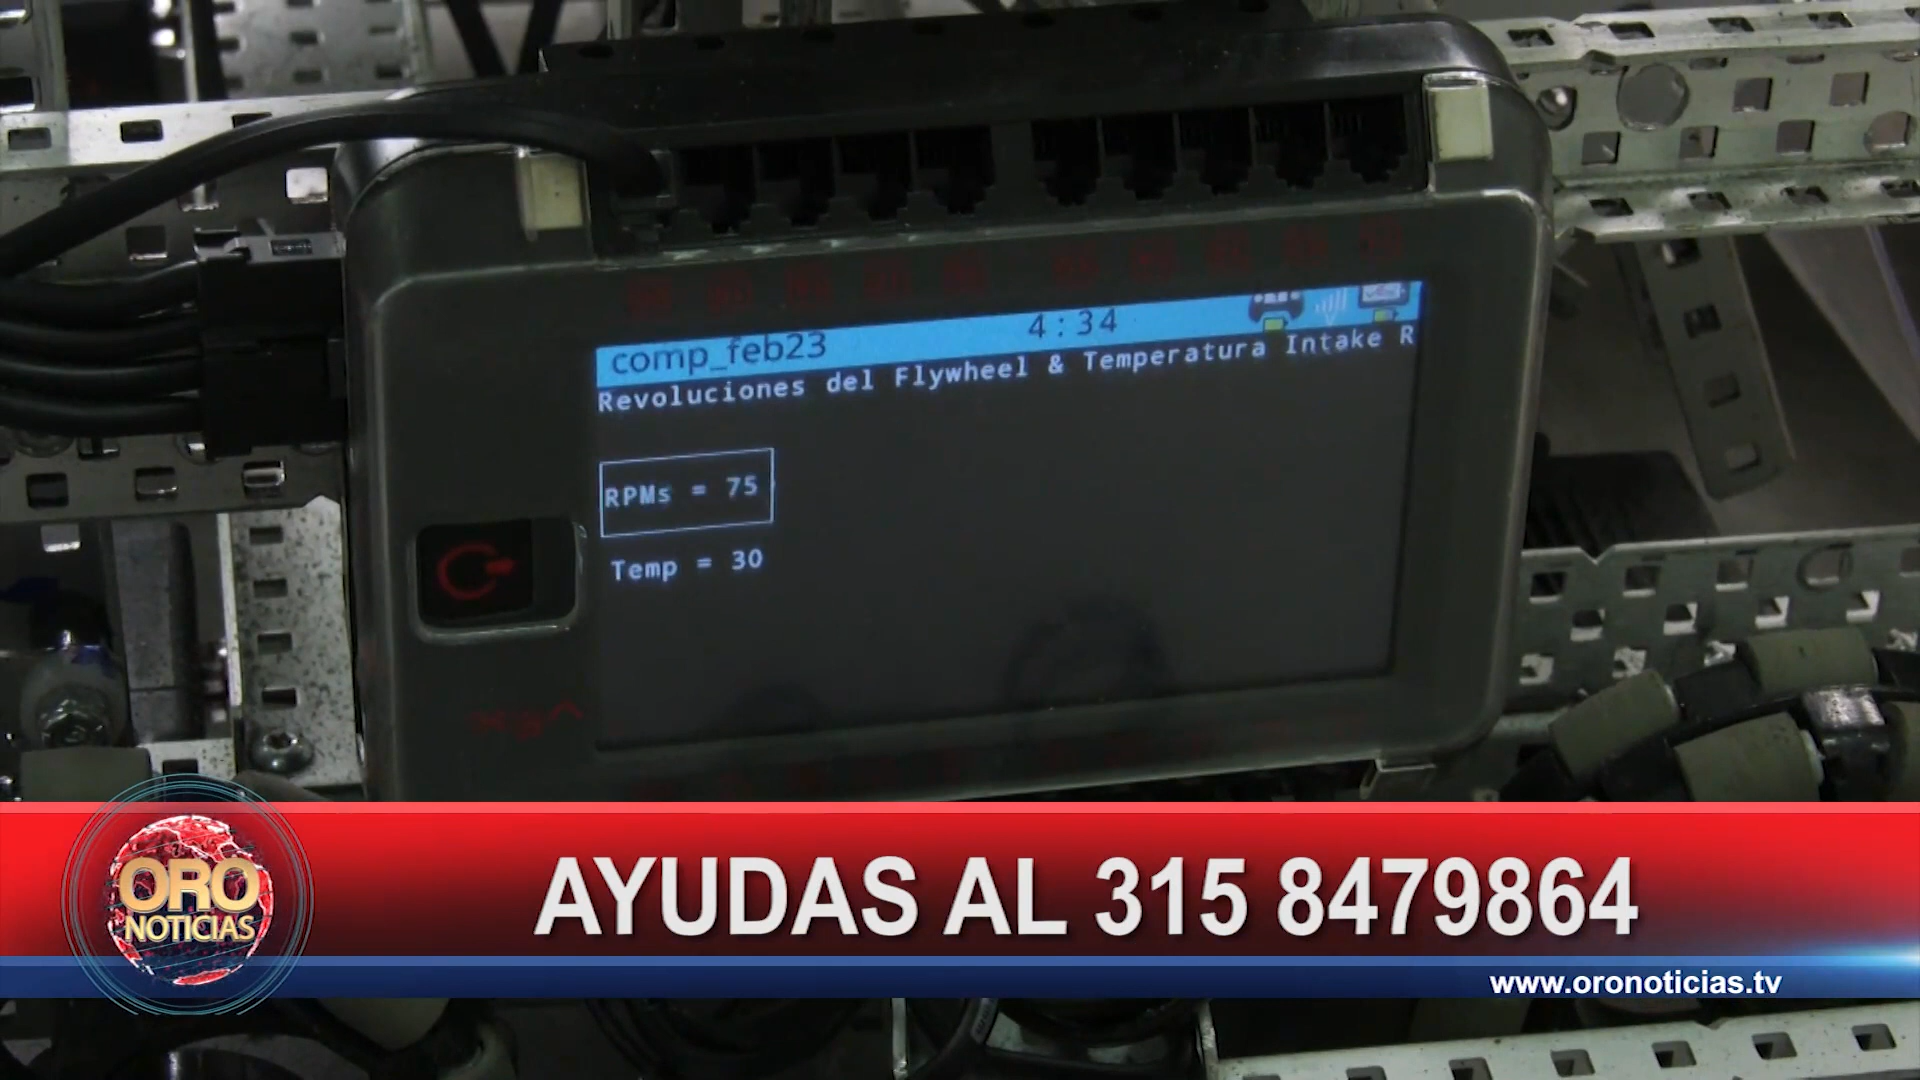 comp_feb23 4:34
Revoluciones del Flywheel & Temperatura Intake R
RPMs = 75
Temp = 30
ORO
NOTICIAS
AYUDAS AL 315 8479864
www.oronoticias.tv